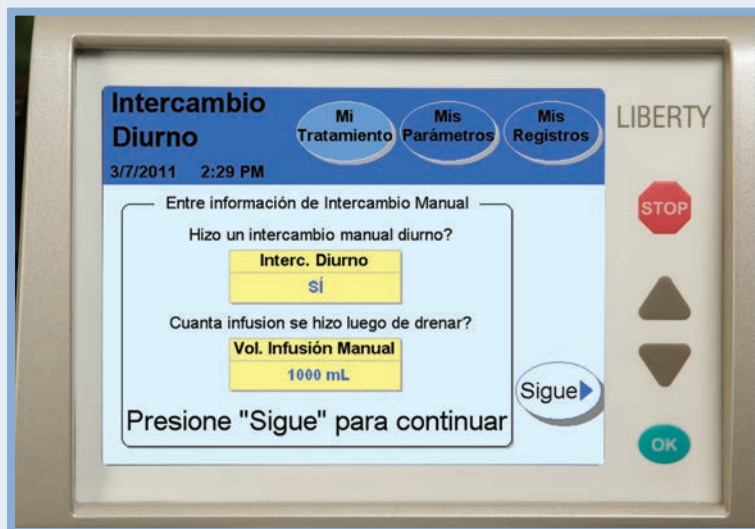 Intercambio
Diurno
3/7/2011 2:29 PM
Mi
Tratamiento
Mis
Parámetros
Mis
Registros
LIBERTY
Entre información de Intercambio Manual
Hizo un intercambio manual diurno?
Interc. Diurno
SÍ
Cuanta infusion se hizo luego de drenar?
Vol. Infusión Manual
1000 mL
Presione "Sigue" para continuar
Sigue
STOP
OK